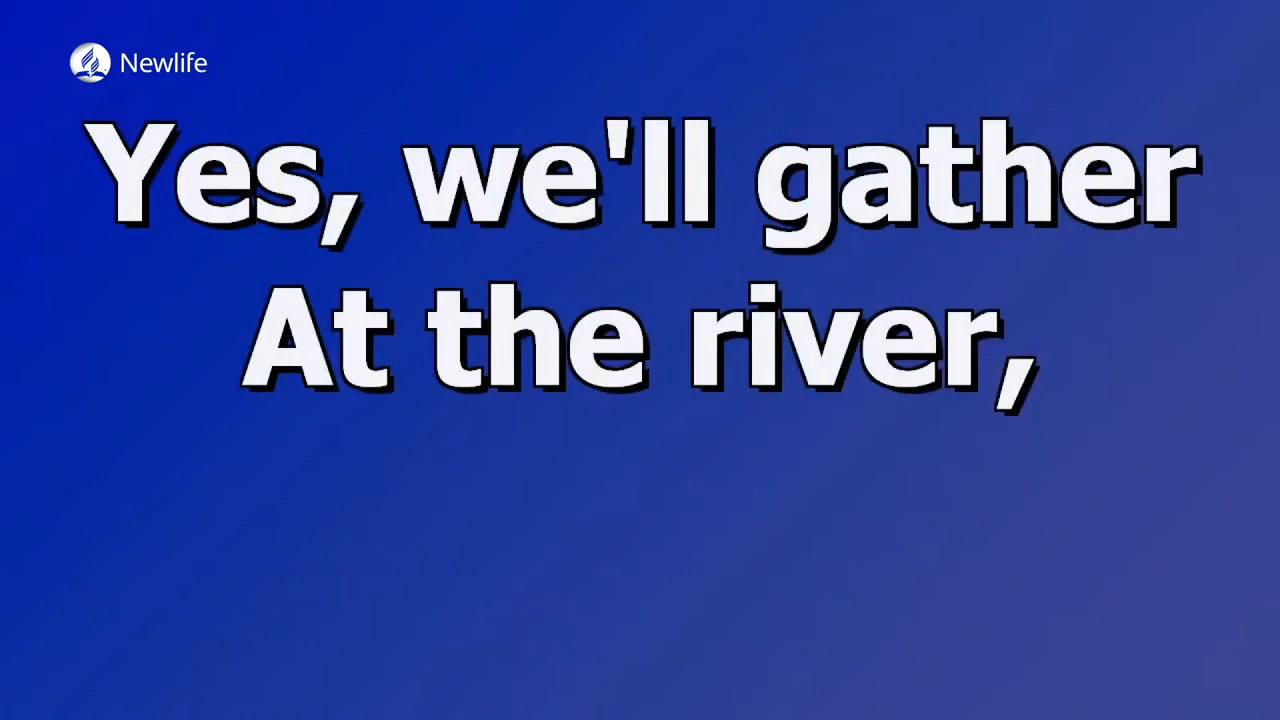 Newlife
Yes, we'll gather
At the river,